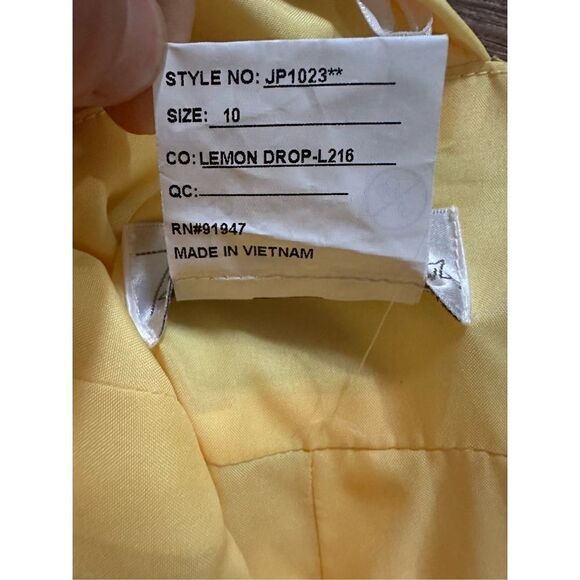 STYLE NO: JP1023**
SIZE: 10
CO: LEMON DROP-L216
QC:
RN#91947
MADE IN VIETNAM